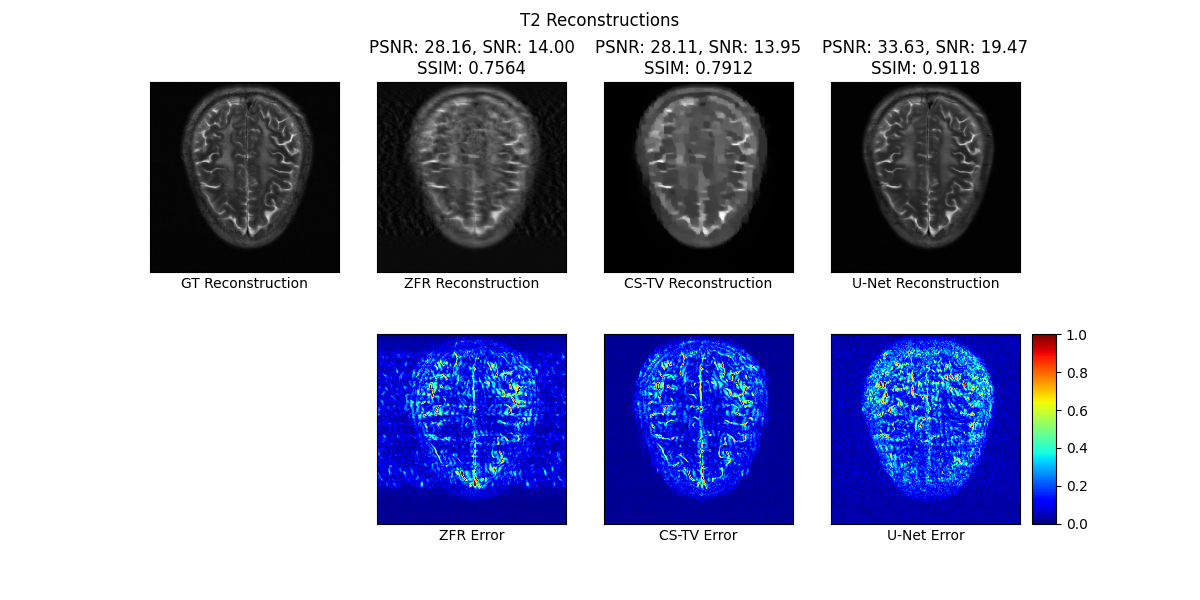 T2 Reconstructions
PSNR: 28.16, SNR: 14.00
SSIM: 0.7564
PSNR: 28.11, SNR: 13.95
SSIM: 0.7912
PSNR: 33.63, SNR: 19.47
SSIM: 0.9118
GT Reconstruction
ZFR Reconstruction
CS-TV Reconstruction
U-Net Reconstruction
1.0
0.8
0.6
0.4
0.2
0.0
ZFR Error
CS-TV Error
U-Net Error